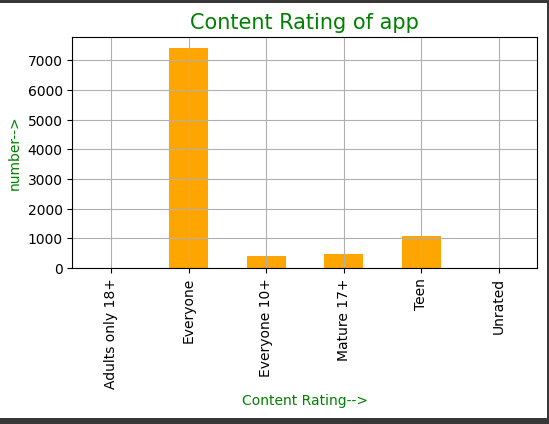 Content Rating of app
number-->
7000
6000
5000
4000
3000
2000
1000
0
Adults only 18+
Everyone
Everyone 10+
Mature 17+
Teen
Unrated
Content Rating-->